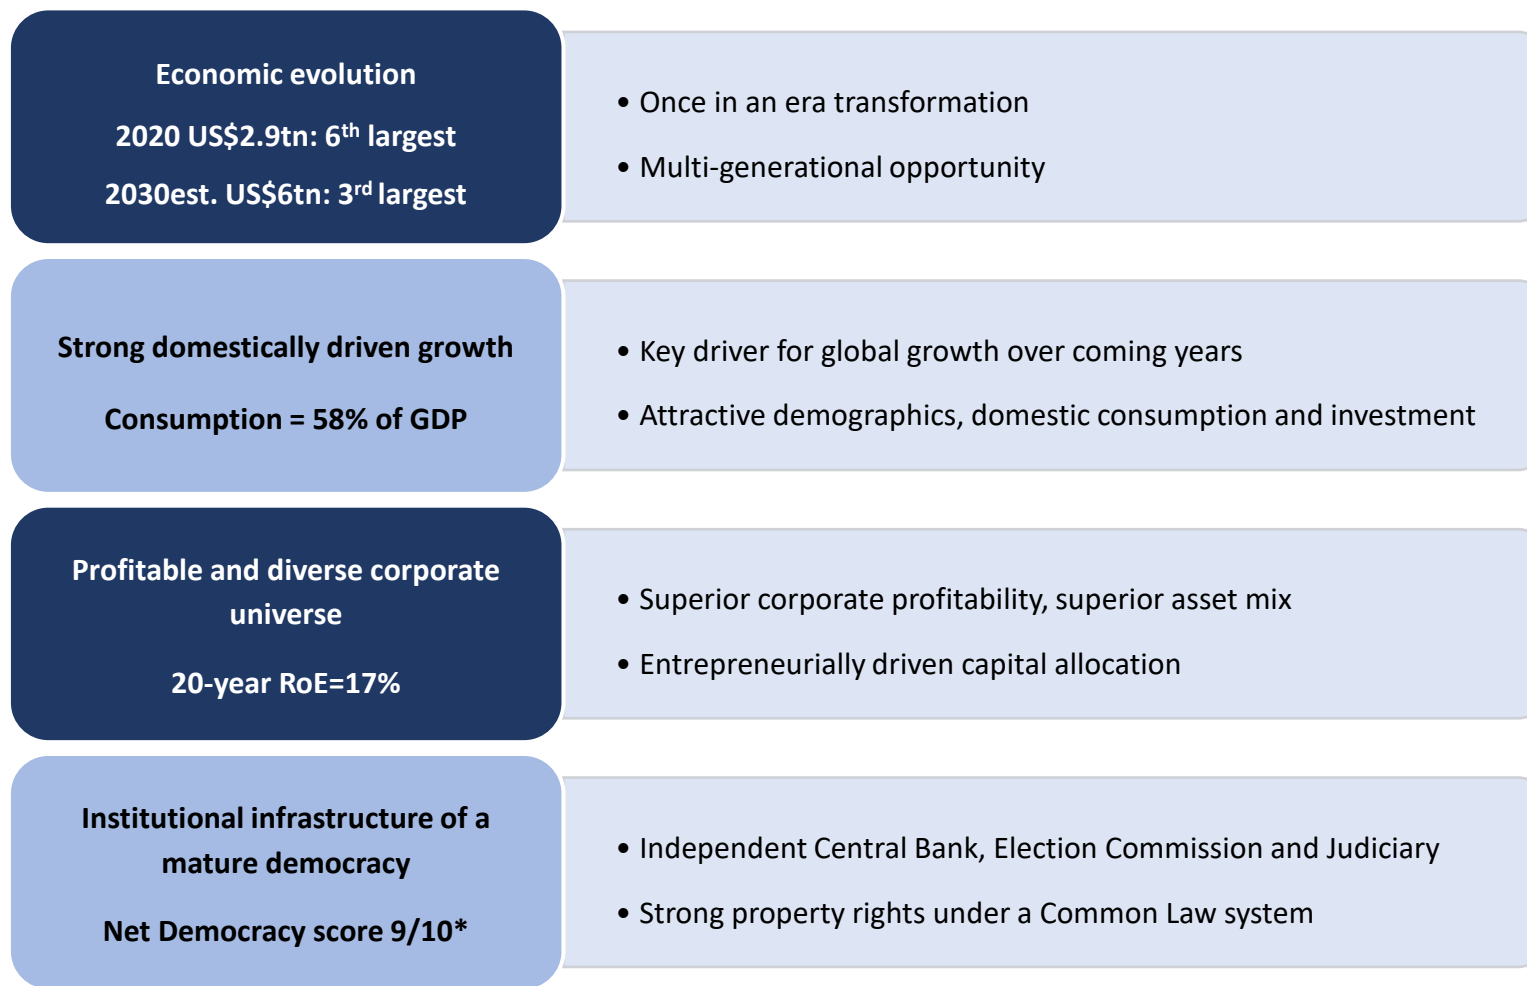 Economic evolution
2020 US$2.9tn: 6th largest
2030est. US$6tn: 3rd largest
• Once in an era transformation
• Multi-generational opportunity
Strong domestically driven growth
Consumption = 58% of GDP
• Key driver for global growth over coming years
• Attractive demographics, domestic consumption and investment
Profitable and diverse corporate
universe
20-year RoE=17%
• Superior corporate profitability, superior asset mix
• Entrepreneurially driven capital allocation
Institutional infrastructure of a
mature democracy
Net Democracy score 9/10*
• Independent Central Bank, Election Commission and Judiciary
• Strong property rights under a Common Law system